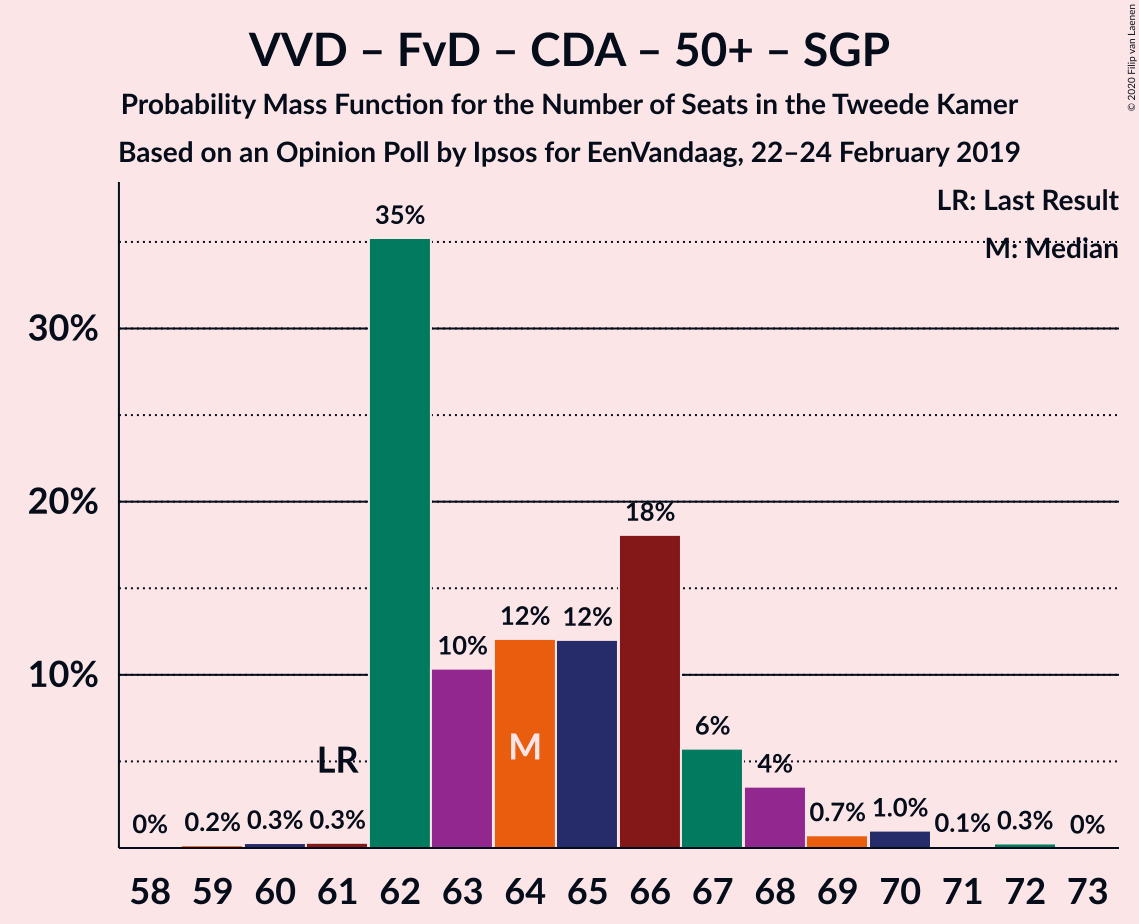 VVD – FvD – CDA – 50+ – SGP
Probability Mass Function for the Number of Seats in the Tweede Kamer
Based on an Opinion Poll by Ipsos for EenVandaag, 22–24 February 2019
© 2020 Filip van Laenen
LR: Last Result
M: Median
35%
30%
20%
18%
12% 12%
10%
10%
6%
4%
M
LR
0% 0.2% 0.3% 0.3% 0.7% 1.0% 0.1% 0.3% 0%
58 59 60 61 62 63 64 65 66 67 68 69 70 71 72 73